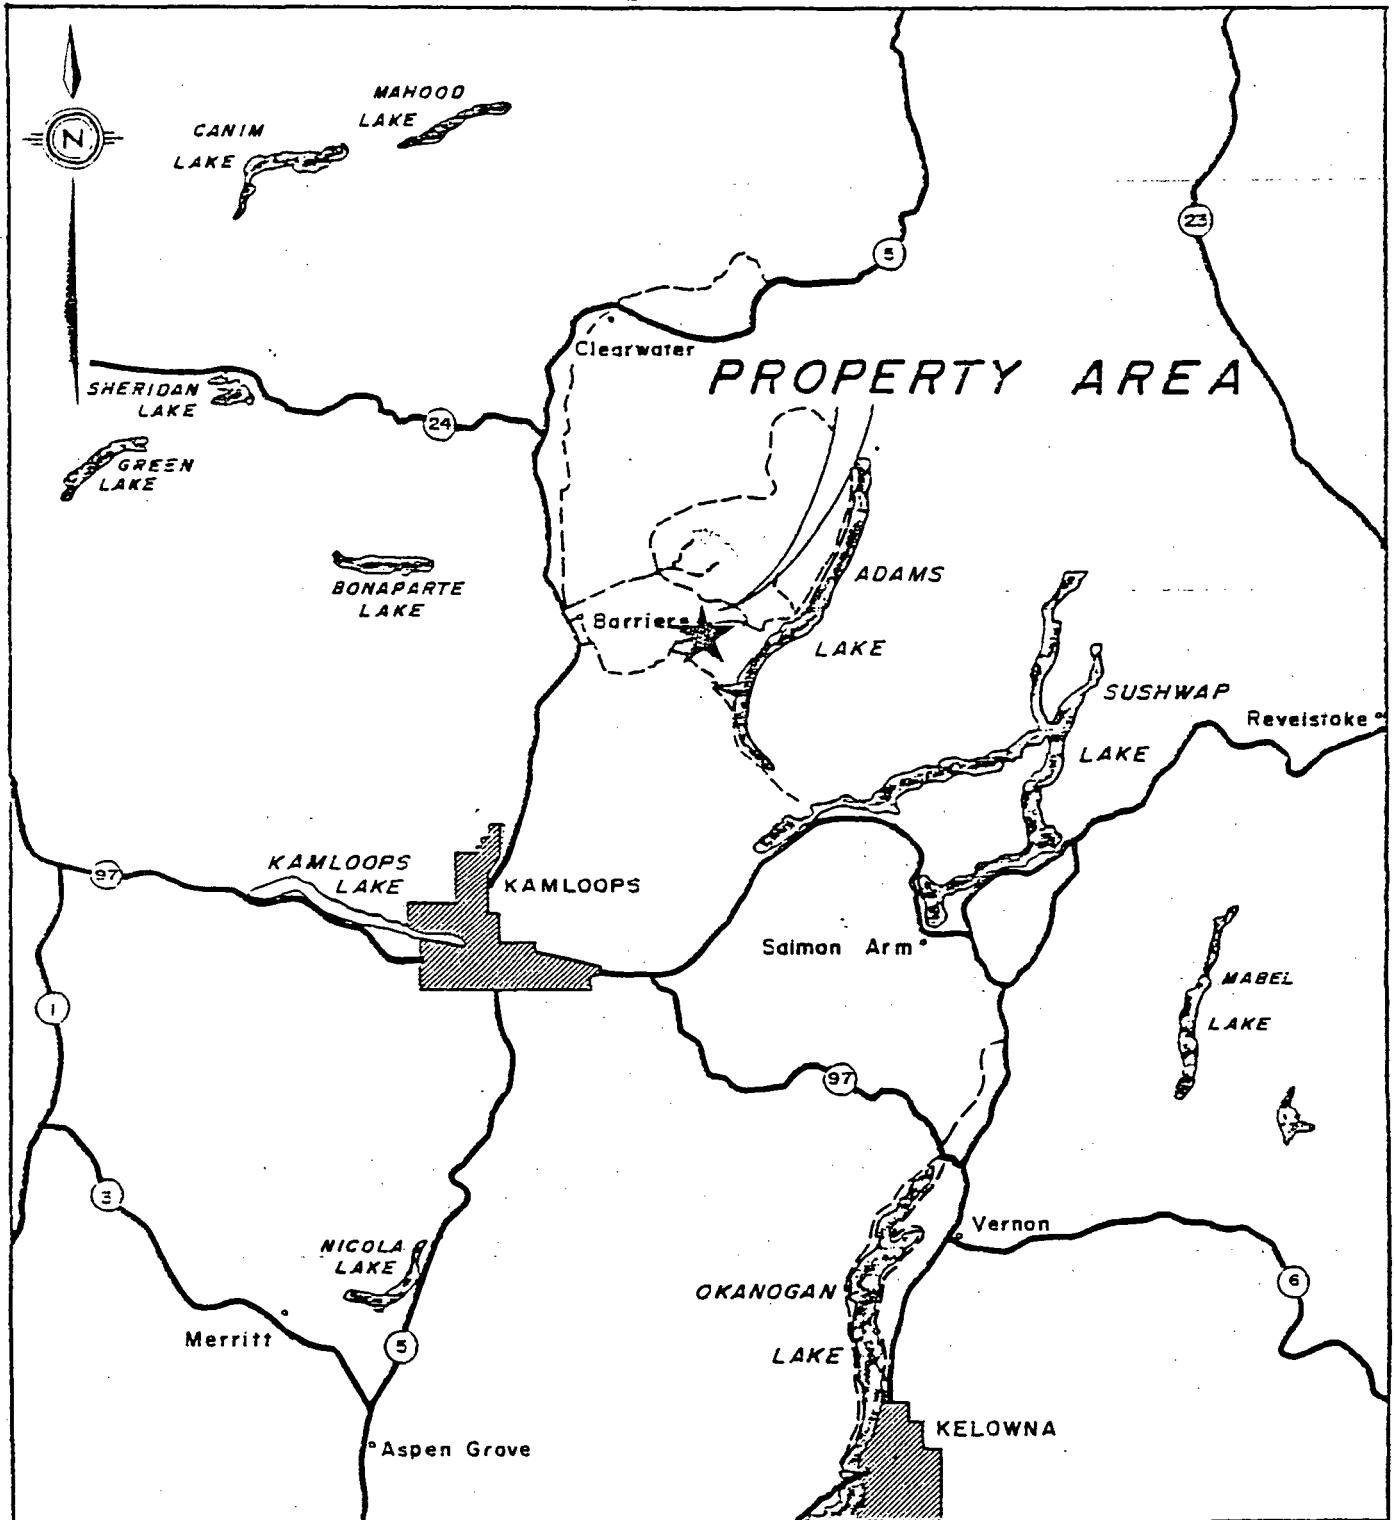 MAHOOD
LAKE
CANIM
LAKE
N
23
5
Clearwater
PROPERTY AREA
SHERIDAN
LAKE
24
GREEN
LAKE
BONAPARTE
LAKE
ADAMS
LAKE
Barriere
SUSHWAP
LAKE
Revelstoke
97
KAMLOOPS
LAKE
KAMLOOPS
Salmon Arm
MABEL
LAKE
1
97
3
Vernon
NICOLA
LAKE
6
OKANOGAN
LAKE
Merritt
5
KELOWNA
Aspen Grove